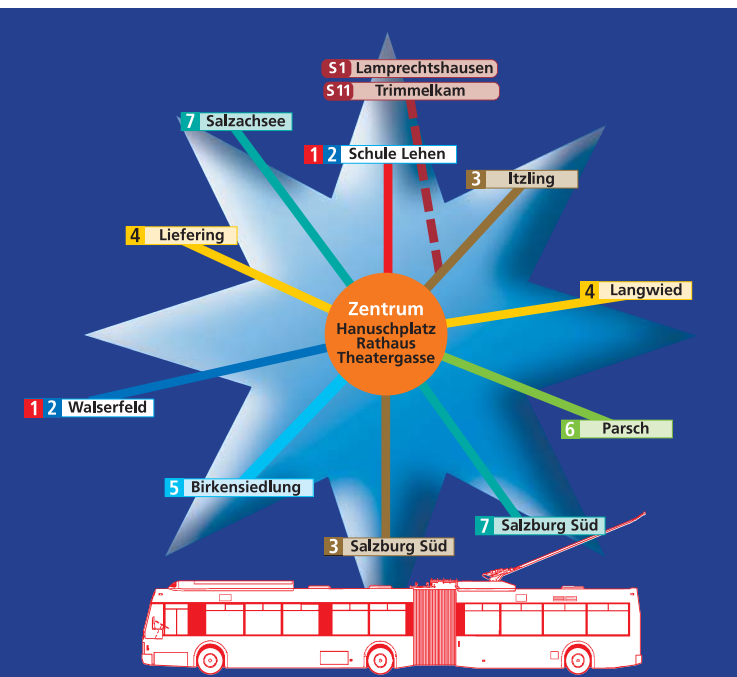 S1 Lamprechtshausen
S11 Trimmelkam
7 Salzachsee
1 2 Schule Lehen
3 Itzling
4 Liefering
4 Langwied
Zentrum
Hanuschplatz
Rathaus
Theatergasse
1 2 Walserfeld
6 Parsch
5 Birkensiedlung
7 Salzburg Süd
3 Salzburg Süd